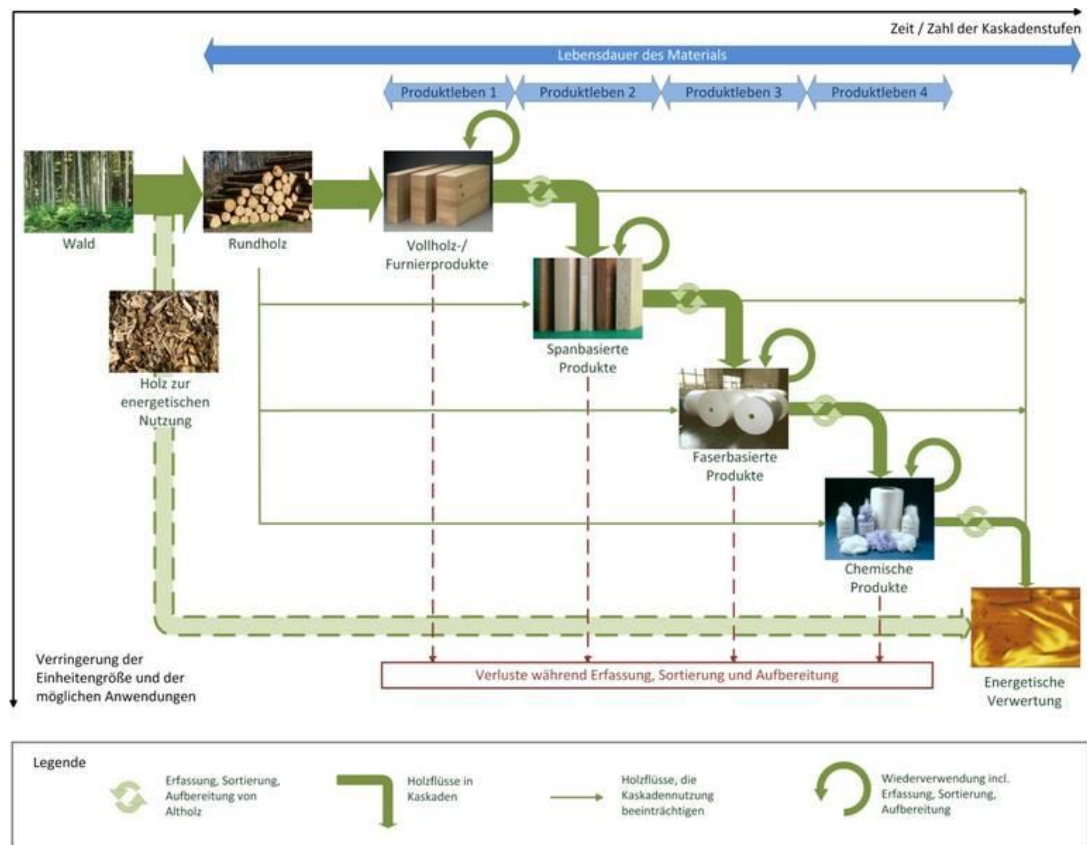 Zeit / Zahl der Kaskadenstufen
Lebensdauer des Materials
Produktleben 1
Produktleben 2
Produktleben 3
Produktleben 4
Wald
Rundholz
Vollholz-/
Furnierprodukte
Holz zur
energetischen
Nutzung
Spanbasierte
Produkte
Faserbasierte
Produkte
Chemische
Produkte
Verringerung der
Einheitengröße und der
möglichen Anwendungen
Verluste während Erfassung, Sortierung und Aufbereitung
Energetische
Verwertung
Legende
Erfassung, Sortierung,
Aufbereitung von
Altholz
Holzflüsse in
Kaskaden
Holzflüsse, die
Kaskadennutzung
beeinträchtigen
Wiederverwendung incl.
Erfassung, Sortierung,
Aufbereitung